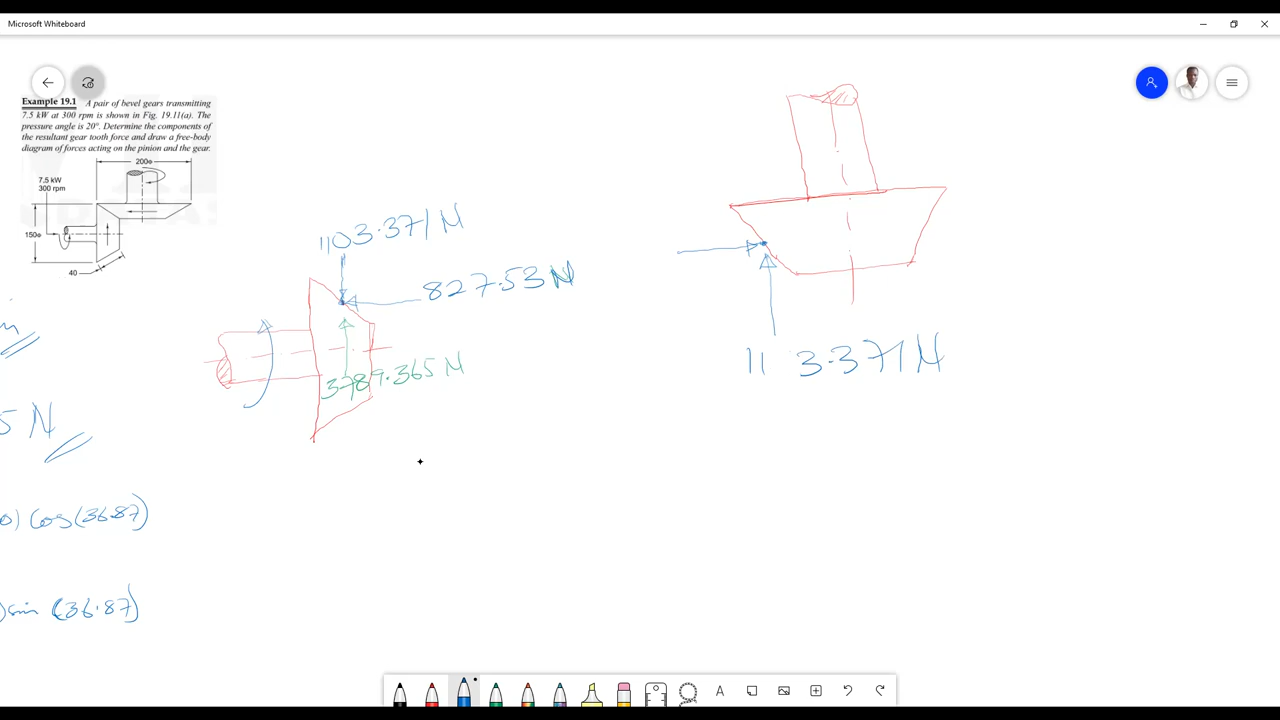 Microsoft Whiteboard
Example 19.1 A pair of bevel gears transmitting
7.5 kW at 300 rpm is shown in Fig. 19.11(a). The
pressure angle is 20°. Determine the components of
the resultant gear tooth force and draw a free-body
diagram of forces acting on the pinion and the gear.
200ϕ
7.5 kW
300 rpm
150ϕ
40
1103.371 N
827.53 N
3789.365 N
11 3.371 N
m
5 N
) cos(36.87)
) sin (36.87)
A